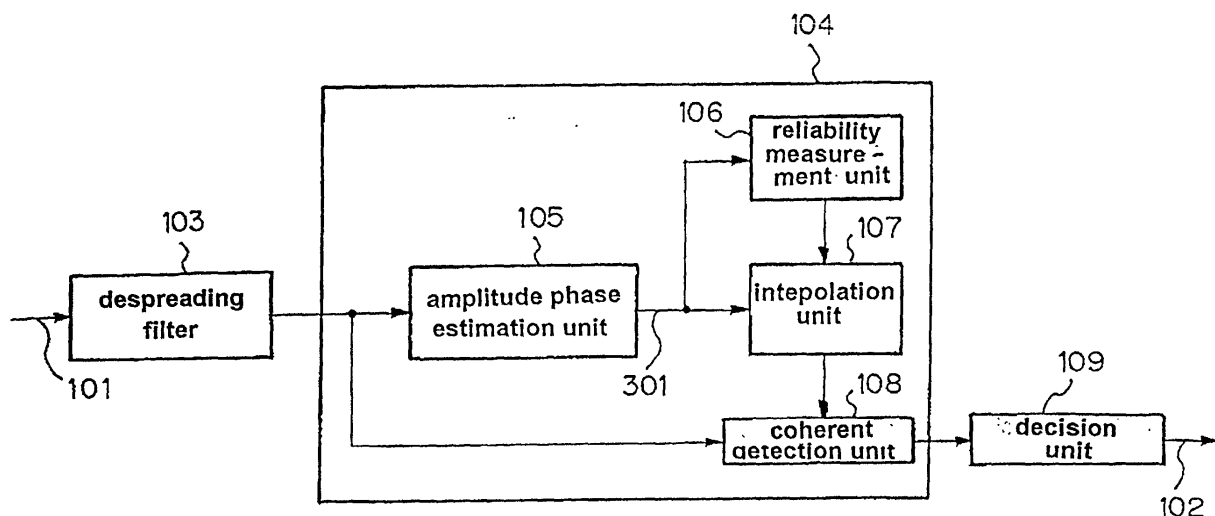 104
106
reliability
measure -
ment unit
103
105
107
despreading
filter
amplitude phase
estimation unit
intepolation
unit
101
301
108
109
coherent
detection unit
decision
unit
102